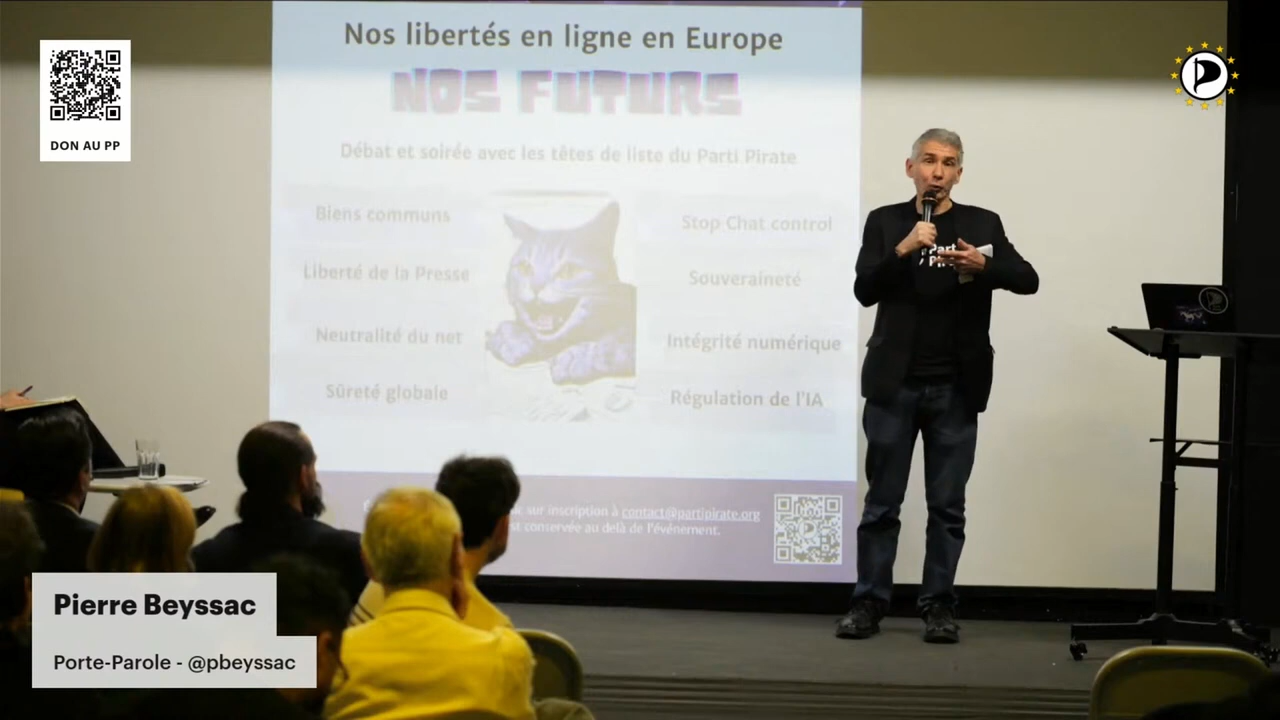 DON AU PP
Nos libertés en ligne en Europe
NOS FUTURS
Débat et soirée avec les têtes de liste du Parti Pirate
Biens communs
Stop Chat control
Liberté de la Presse
Souveraîneté
Neutralité du net
Intégrité numérique
Sûreté globale
Régulation de l'IA
sur inscription à contact@partipirate.org
est conservée au delà de l'événement.
Pierre Beyssac
Porte-Parole - @pbeyssac